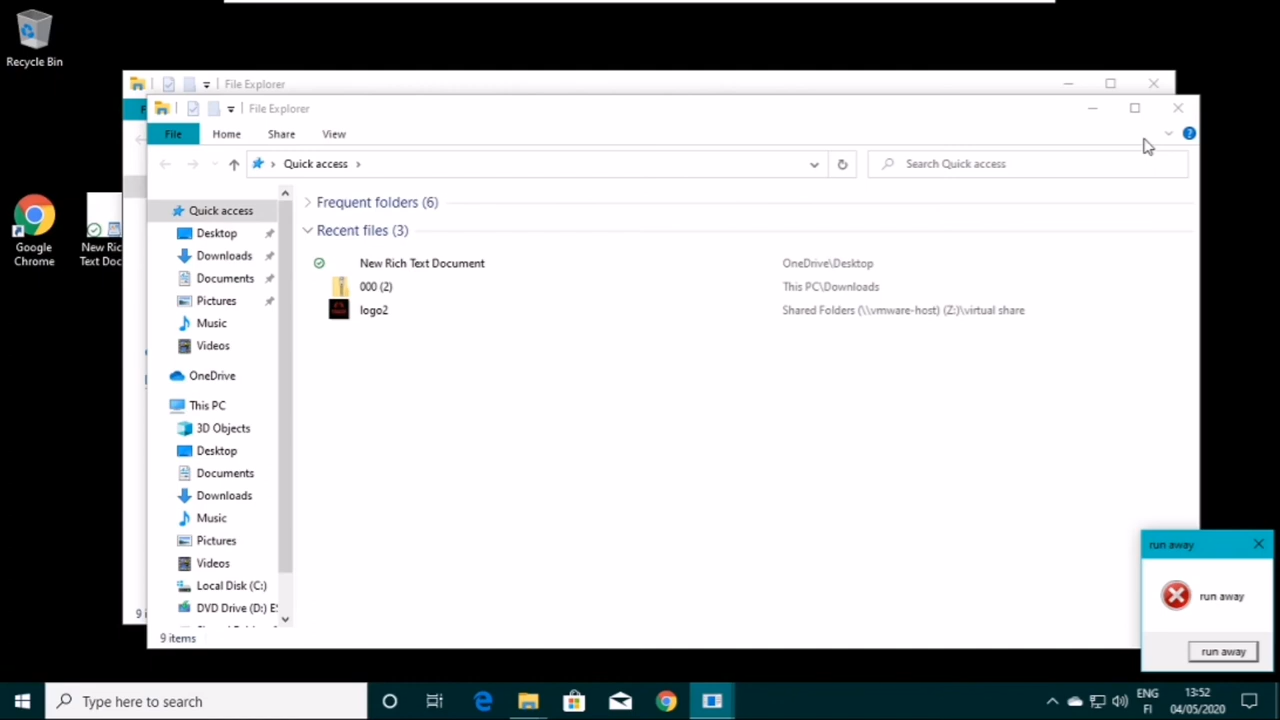 Recycle Bin
File Explorer
File Explorer
File Home Share View
Quick access
Search Quick access
Google
Chrome
New Ric
Text Doc
Quick access
Desktop
Downloads
Documents
Pictures
Music
Videos
OneDrive
This PC
3D Objects
Desktop
Documents
Downloads
Music
Pictures
Videos
Local Disk (C:)
DVD Drive (D:) E
Frequent folders (6)
Recent files (3)
New Rich Text Document OneDrive\Desktop
000 (2) This PC\Downloads
logo2 Shared Folders (\\vmware-host) (Z:)\virtual share
9 i
9 items
run away
run away
run away
Type here to search
ENG
FI
13:52
04/05/2020